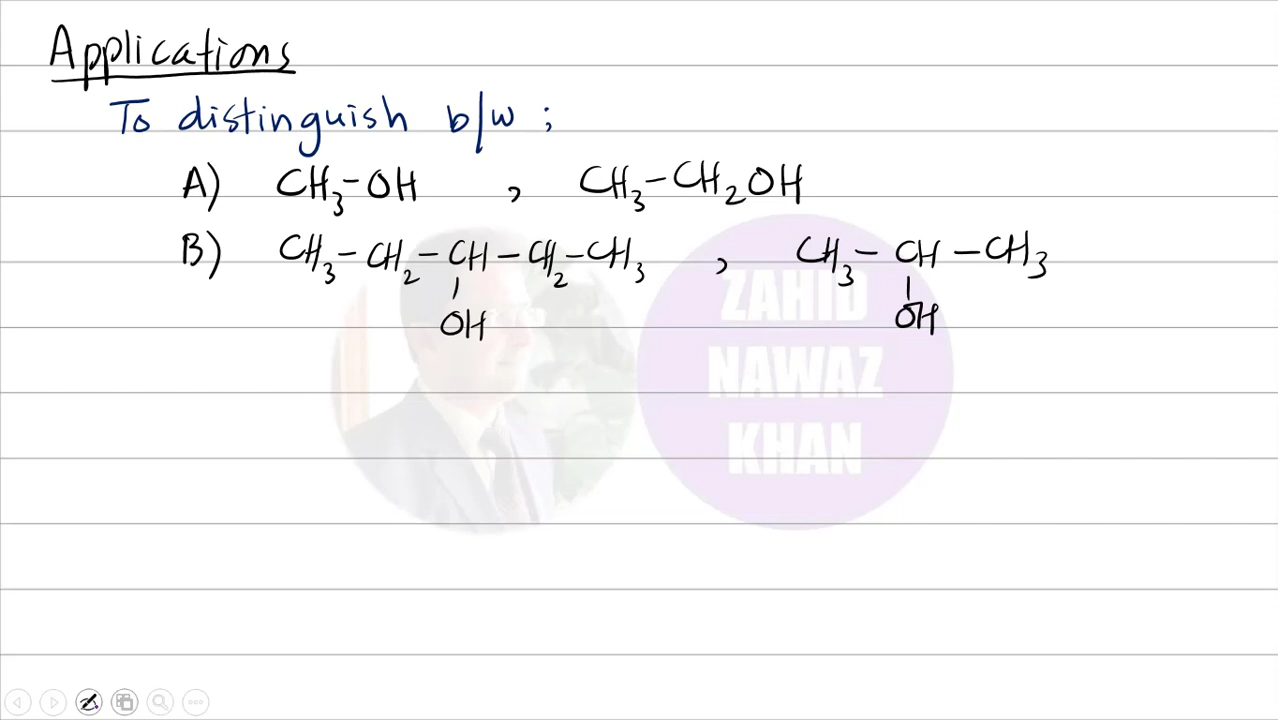 Applications
To distinguish b/w ;
A) CH₃-OH , CH₃-CH₂OH
B) CH₃-CH₂-CH-CH₂-CH₃ , CH₃-CH-CH₃
OH OH
ZAHID
NAWAZ
KHAN